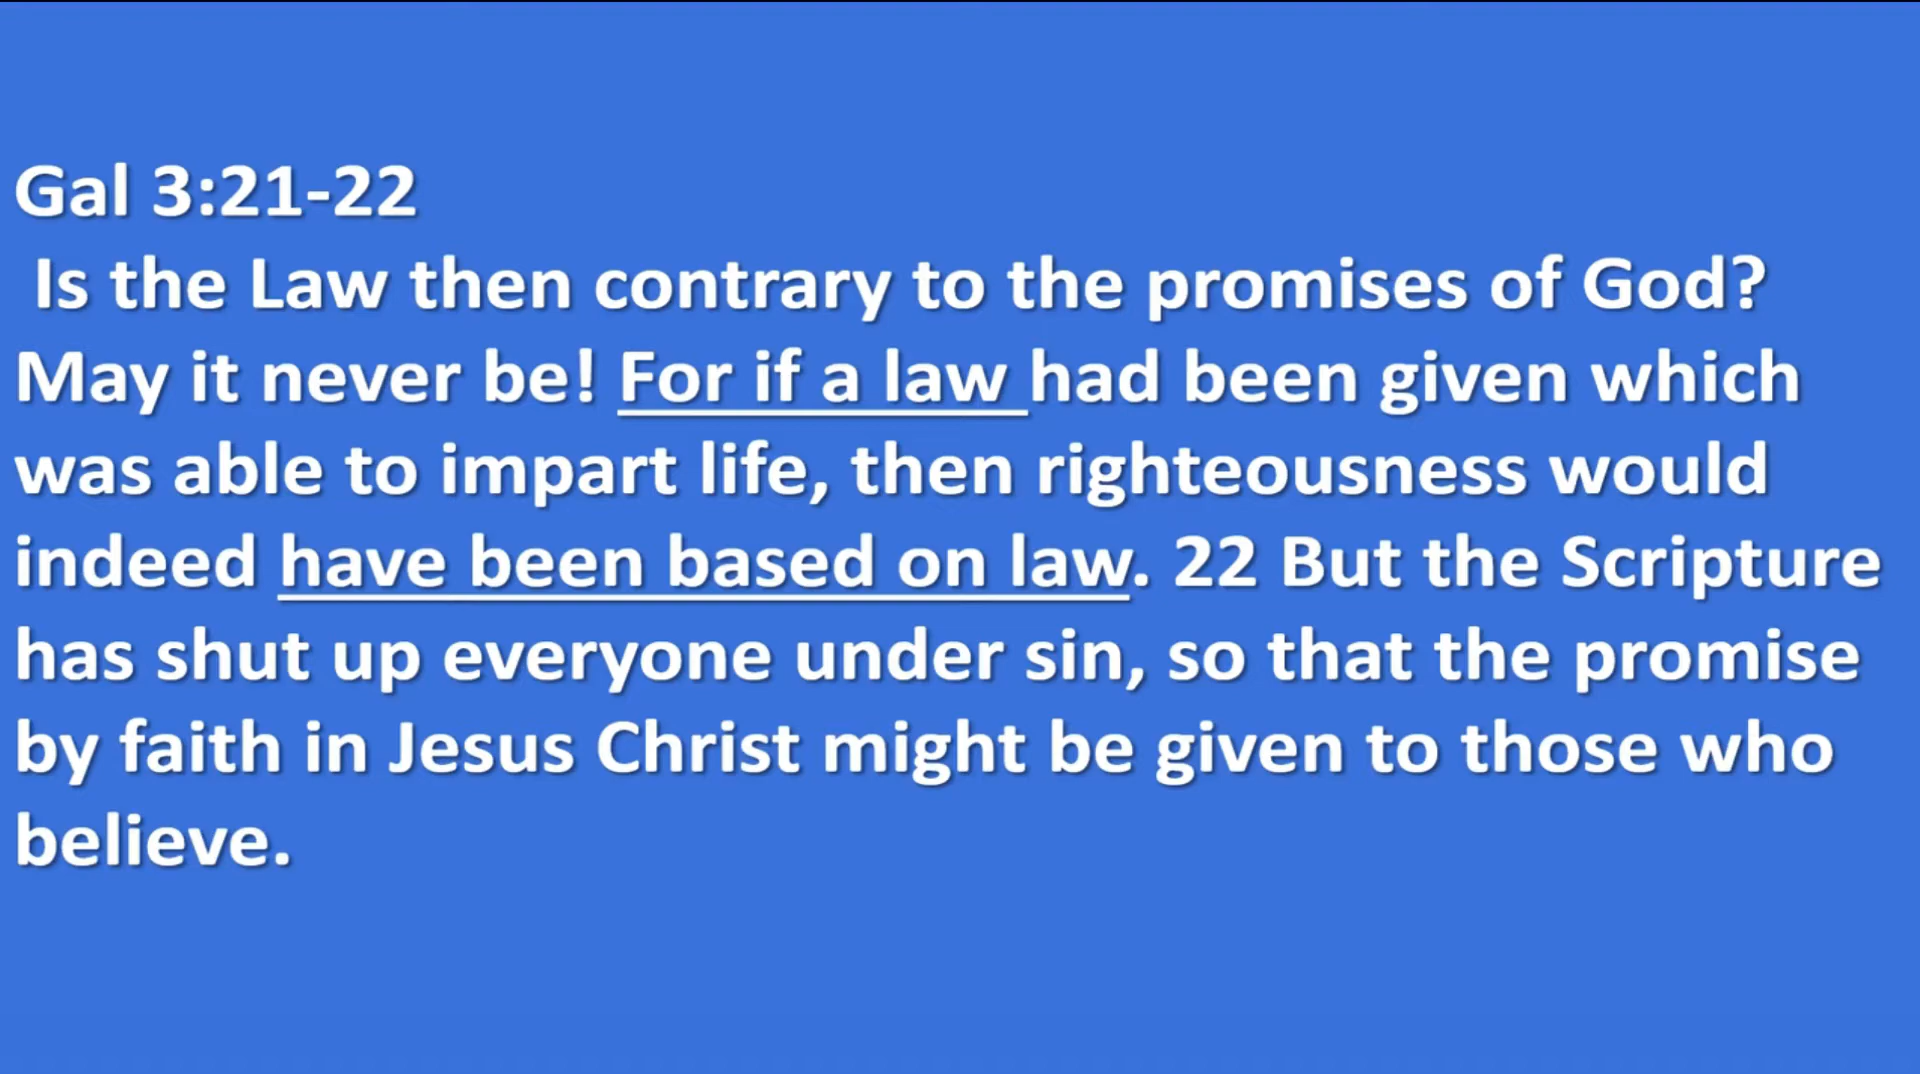 Gal 3:21-22
Is the Law then contrary to the promises of God?
May it never be! For if a law had been given which
was able to impart life, then righteousness would
indeed have been based on law. 22 But the Scripture
has shut up everyone under sin, so that the promise
by faith in Jesus Christ might be given to those who
believe.